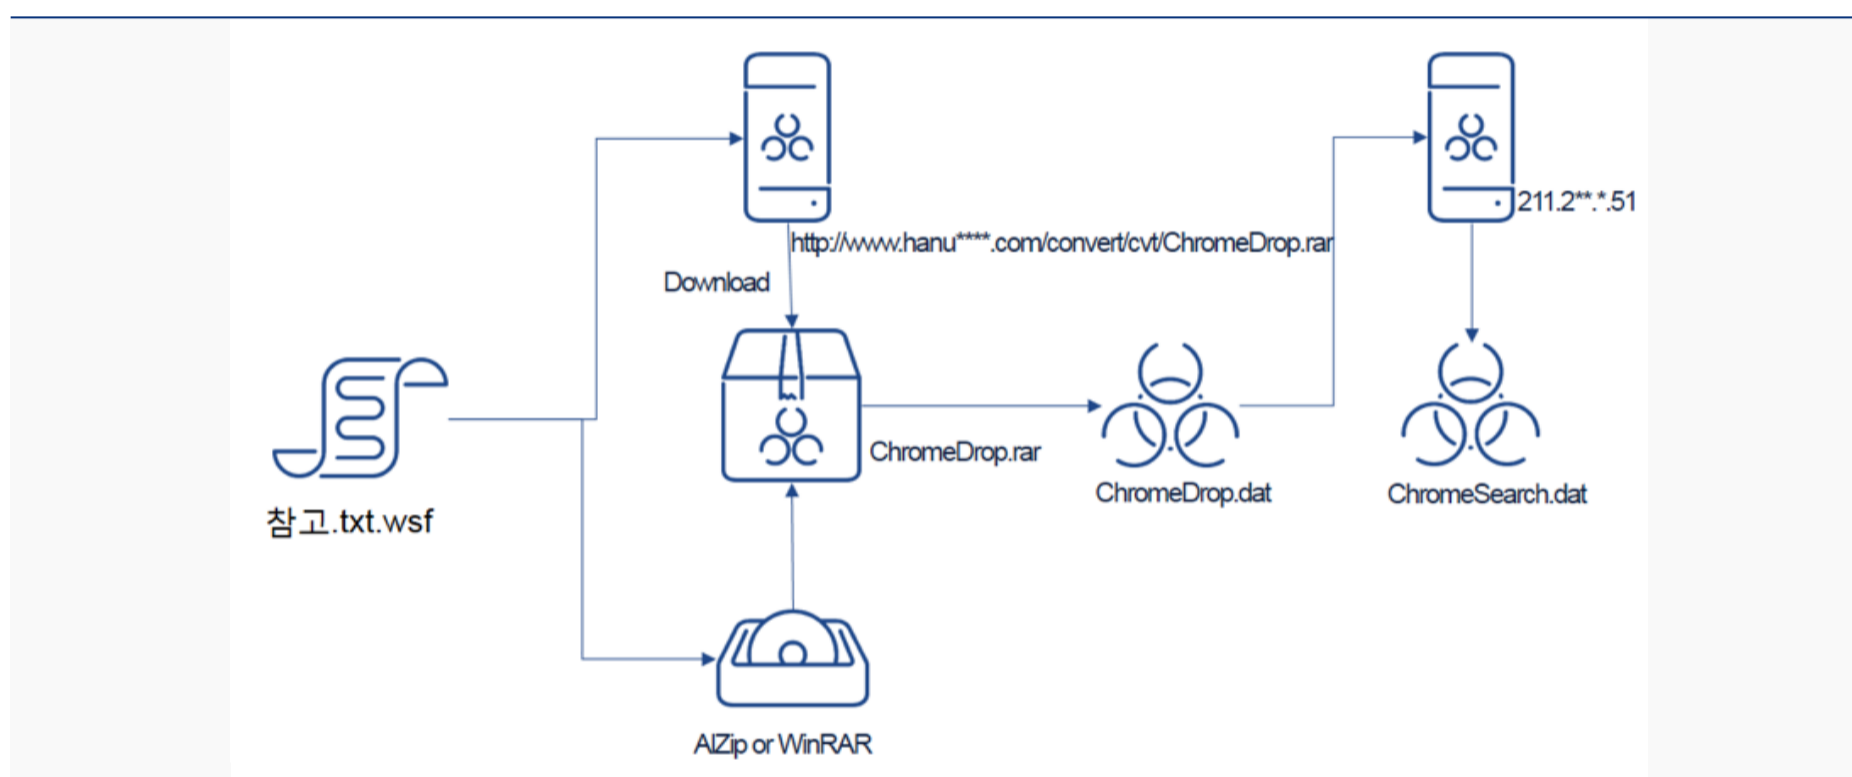 211.2**.*.51
http://www.hanu****.com/convert/cvt/ChromeDrop.rar
Download
ChromeDrop.rar
ChromeDrop.dat
ChromeSearch.dat
참고.txt.wsf
AlZip or WinRAR